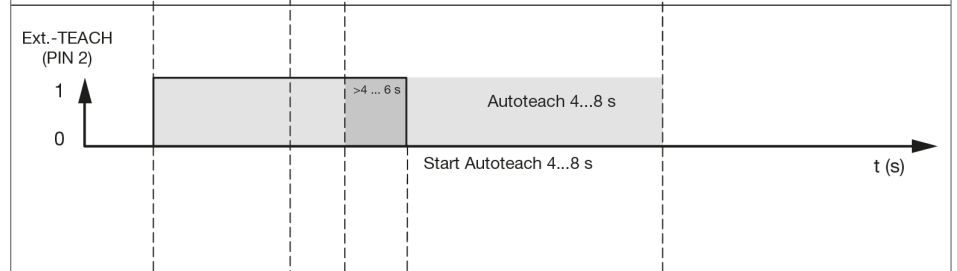 Ext.-TEACH
(PIN 2)
1
>4 ... 6 s
Autoteach 4...8 s
0
Start Autoteach 4...8 s
t (s)